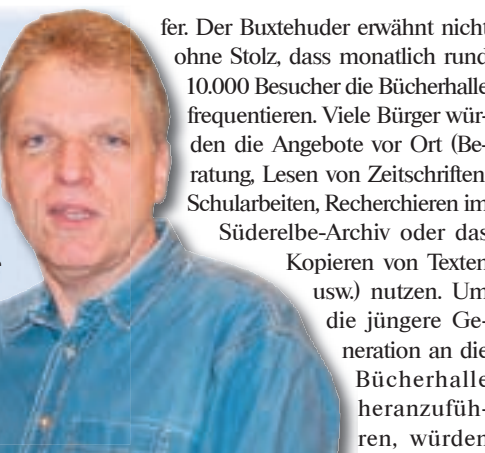 fer. Der Buxtehuder erwähnt nicht
ohne Stolz, dass monatlich rund
10.000 Besucher die Bücherhalle
frequentieren. Viele Bürger wür-
den die Angebote vor Ort (Be-
ratung, Lesen von Zeitschriften,
Schularbeiten, Recherchieren im
Süderelbe-Archiv oder das
Kopieren von Texten
usw.) nutzen. Um
die jüngere Ge-
neration an die
Bücherhalle
heranzufüh-
ren, würden